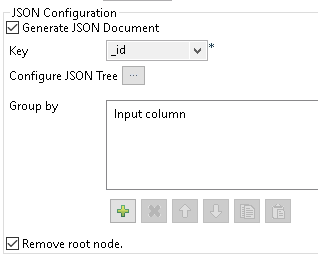 JSON Configuration
Generate JSON Document
Key _id *
Configure JSON Tree ...
Group by
Input column
Remove root node.